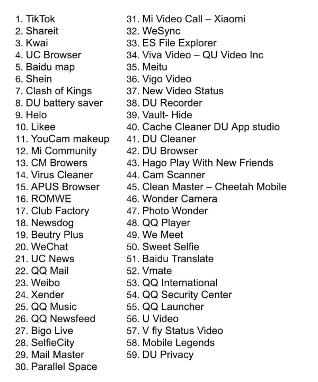 1. TikTok
2. Shareit
3. Kwai
4. UC Browser
5. Baidu map
6. Shein
7. Clash of Kings
8. DU battery saver
9. Helo
10. Likee
11. YouCam makeup
12. Mi Community
13. CM Browers
14. Virus Cleaner
15. APUS Browser
16. ROMWE
17. Club Factory
18. Newsdog
19. Beutry Plus
20. WeChat
21. UC News
22. QQ Mail
23. Weibo
24. Xender
25. QQ Music
26. QQ Newsfeed
27. Bigo Live
28. SelfieCity
29. Mail Master
30. Parallel Space
31. Mi Video Call – Xiaomi
32. WeSync
33. ES File Explorer
34. Viva Video – QU Video Inc
35. Meitu
36. Vigo Video
37. New Video Status
38. DU Recorder
39. Vault- Hide
40. Cache Cleaner DU App studio
41. DU Cleaner
42. DU Browser
43. Hago Play With New Friends
44. Cam Scanner
45. Clean Master – Cheetah Mobile
46. Wonder Camera
47. Photo Wonder
48. QQ Player
49. We Meet
50. Sweet Selfie
51. Baidu Translate
52. Vmate
53. QQ International
54. QQ Security Center
55. QQ Launcher
56. U Video
57. V fly Status Video
58. Mobile Legends
59. DU Privacy